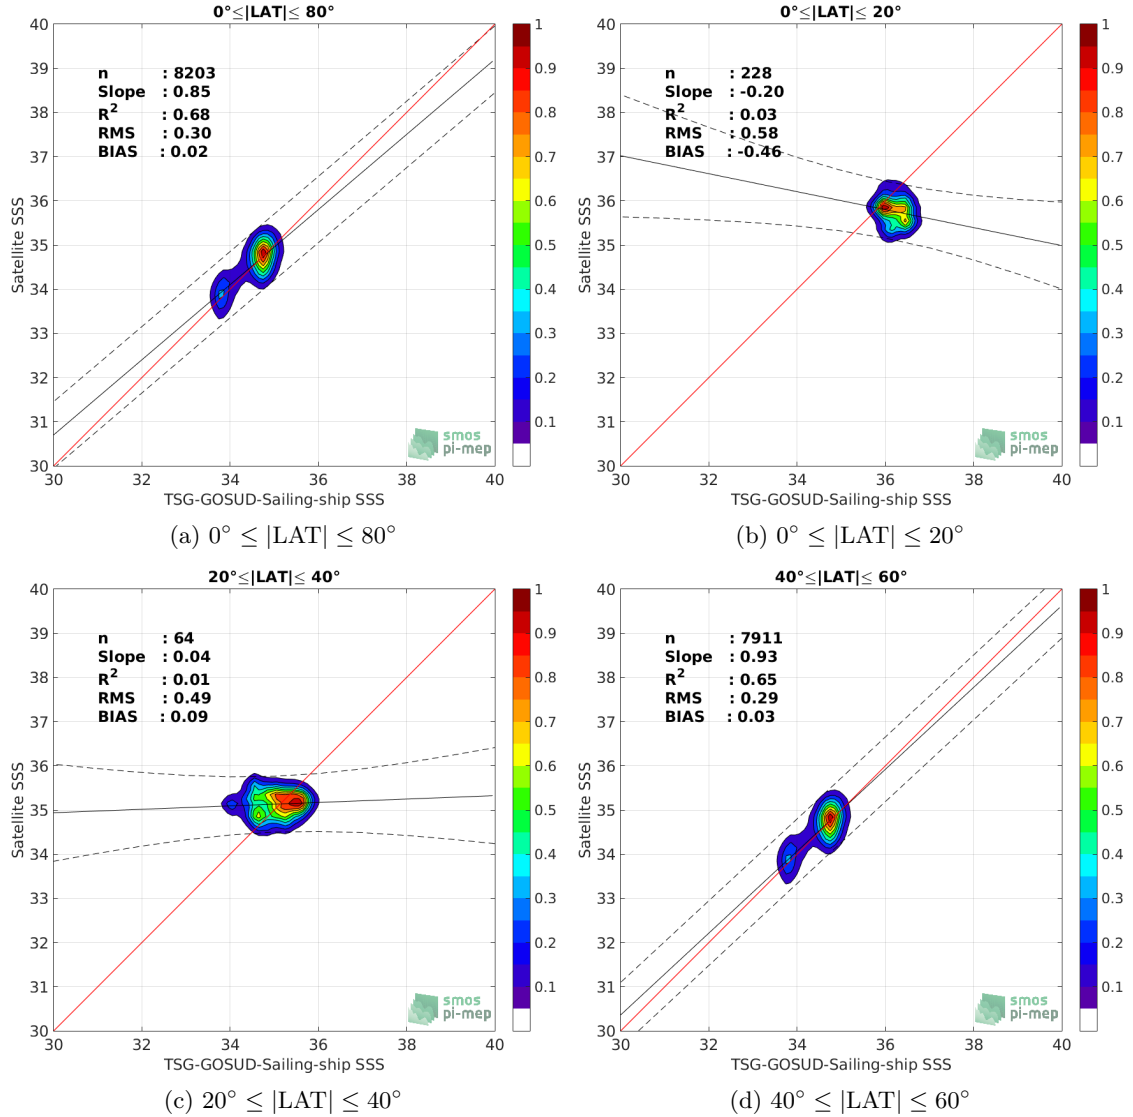 0°≤|LAT|≤ 80°
n : 8203
Slope : 0.85
R² : 0.68
RMS : 0.30
BIAS : 0.02
Satellite SSS
40
39
38
37
36
35
34
33
32
31
30
30 32 34 36 38 40
TSG-GOSUD-Sailing-ship SSS
1
0.9
0.8
0.7
0.6
0.5
0.4
0.3
0.2
0.1
smos
pi-mep
(a) 0° ≤ |LAT| ≤ 80°
0°≤|LAT|≤ 20°
n : 228
Slope : -0.20
R² : 0.03
RMS : 0.58
BIAS : -0.46
Satellite SSS
40
39
38
37
36
35
34
33
32
31
30
30 32 34 36 38 40
TSG-GOSUD-Sailing-ship SSS
1
0.9
0.8
0.7
0.6
0.5
0.4
0.3
0.2
0.1
smos
pi-mep
(b) 0° ≤ |LAT| ≤ 20°
20°≤|LAT|≤ 40°
n : 64
Slope : 0.04
R² : 0.01
RMS : 0.49
BIAS : 0.09
Satellite SSS
40
39
38
37
36
35
34
33
32
31
30
30 32 34 36 38 40
TSG-GOSUD-Sailing-ship SSS
1
0.9
0.8
0.7
0.6
0.5
0.4
0.3
0.2
0.1
smos
pi-mep
(c) 20° ≤ |LAT| ≤ 40°
40°≤|LAT|≤ 60°
n : 7911
Slope : 0.93
R² : 0.65
RMS : 0.29
BIAS : 0.03
Satellite SSS
40
39
38
37
36
35
34
33
32
31
30
30 32 34 36 38 40
TSG-GOSUD-Sailing-ship SSS
1
0.9
0.8
0.7
0.6
0.5
0.4
0.3
0.2
0.1
smos
pi-mep
(d) 40° ≤ |LAT| ≤ 60°